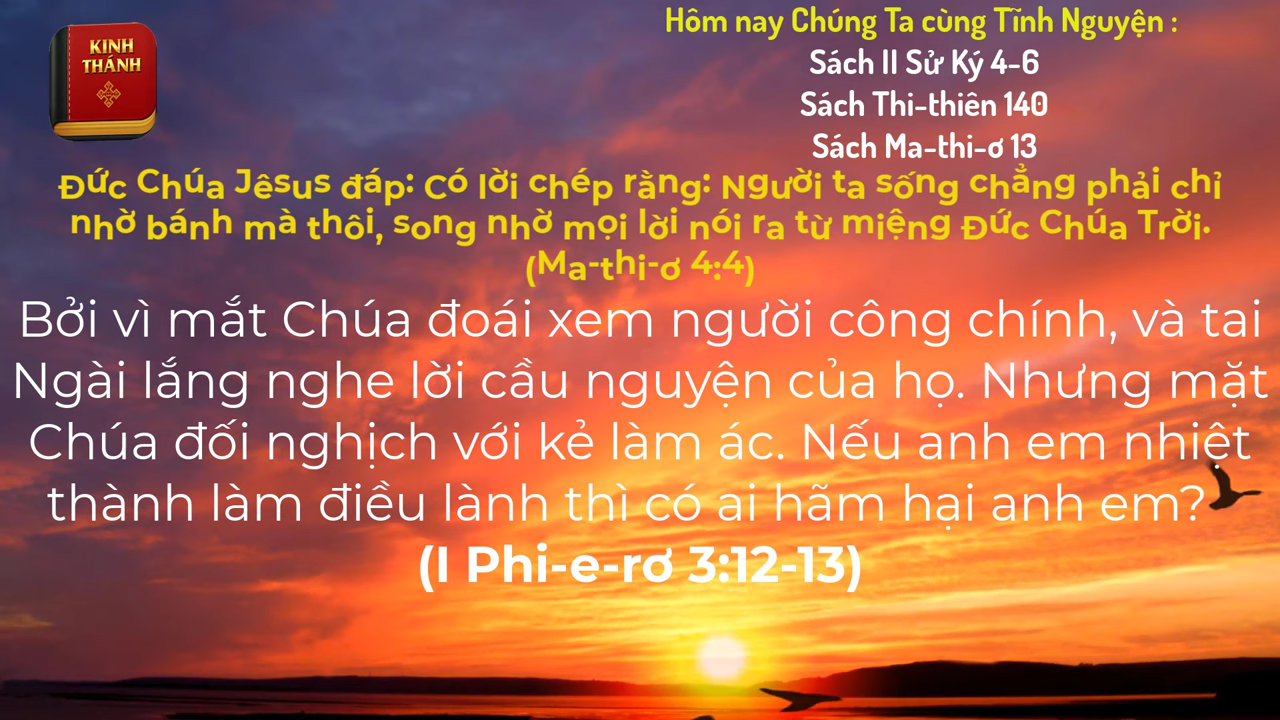 KINH
THÁNH
Hôm nay Chúng Ta cùng Tĩnh Nguyện :
Sách II Sử Ký 4-6
Sách Thi-thiên 140
Sách Ma-thi-ơ 13
Đức Chúa Jêsus đáp: Có lời chép rằng: Người ta sống chẳng phải chỉ
nhờ bánh mà thôi, song nhờ mọi lời nói ra từ miệng Đức Chúa Trời.
(Ma-thi-ơ 4:4)
Bởi vì mắt Chúa đoái xem người công chính, và tai
Ngài lắng nghe lời cầu nguyện của họ. Nhưng mặt
Chúa đối nghịch với kẻ làm ác. Nếu anh em nhiệt
thành làm điều lành thì có ai hãm hại anh em?
(I Phi-e-rơ 3:12-13)